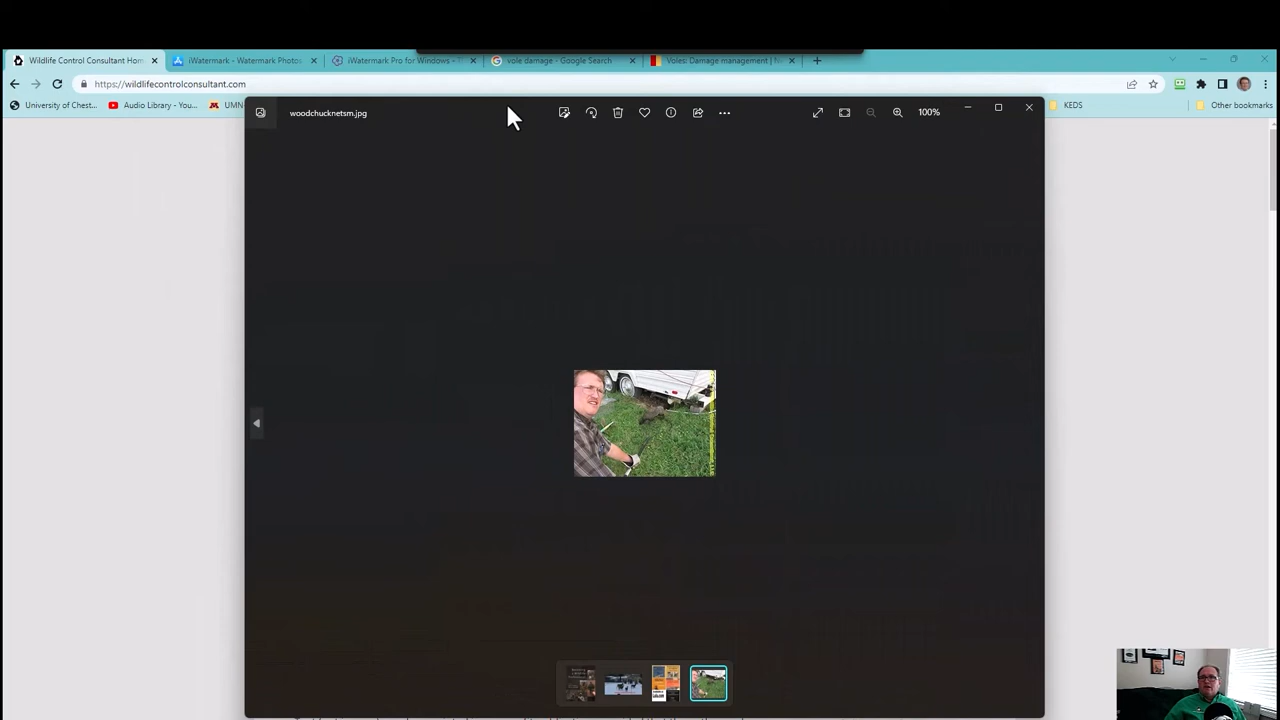 Wildlife Control Consultant Hom
iWatermark - Watermark Photos
iWatermark Pro for Windows -
vole damage - Google Search
Voles: Damage management |
https://wildlifecontrolconsultant.com
University of Chest...
Audio Library - You...
UMN
KEDS
Other bookmarks
woodchucknetsm.jpg
100%